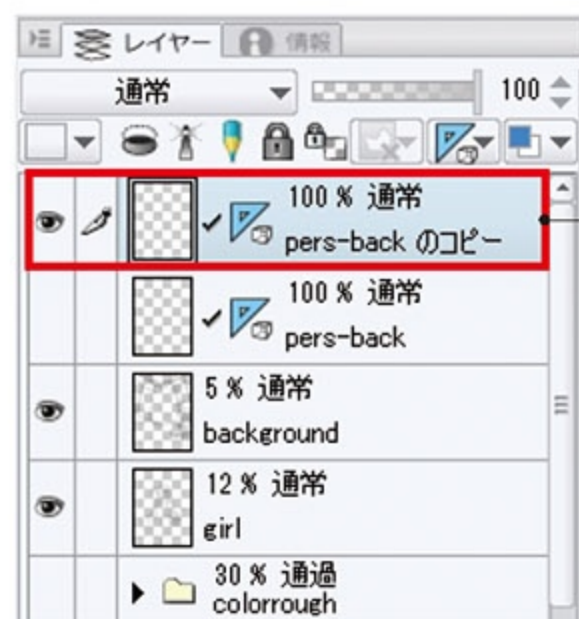 レイヤー 情報
通常 100
100 % 通常
pers-back のコピー
100 % 通常
pers-back
5 % 通常
background
12 % 通常
girl
30 % 通過
colorrough